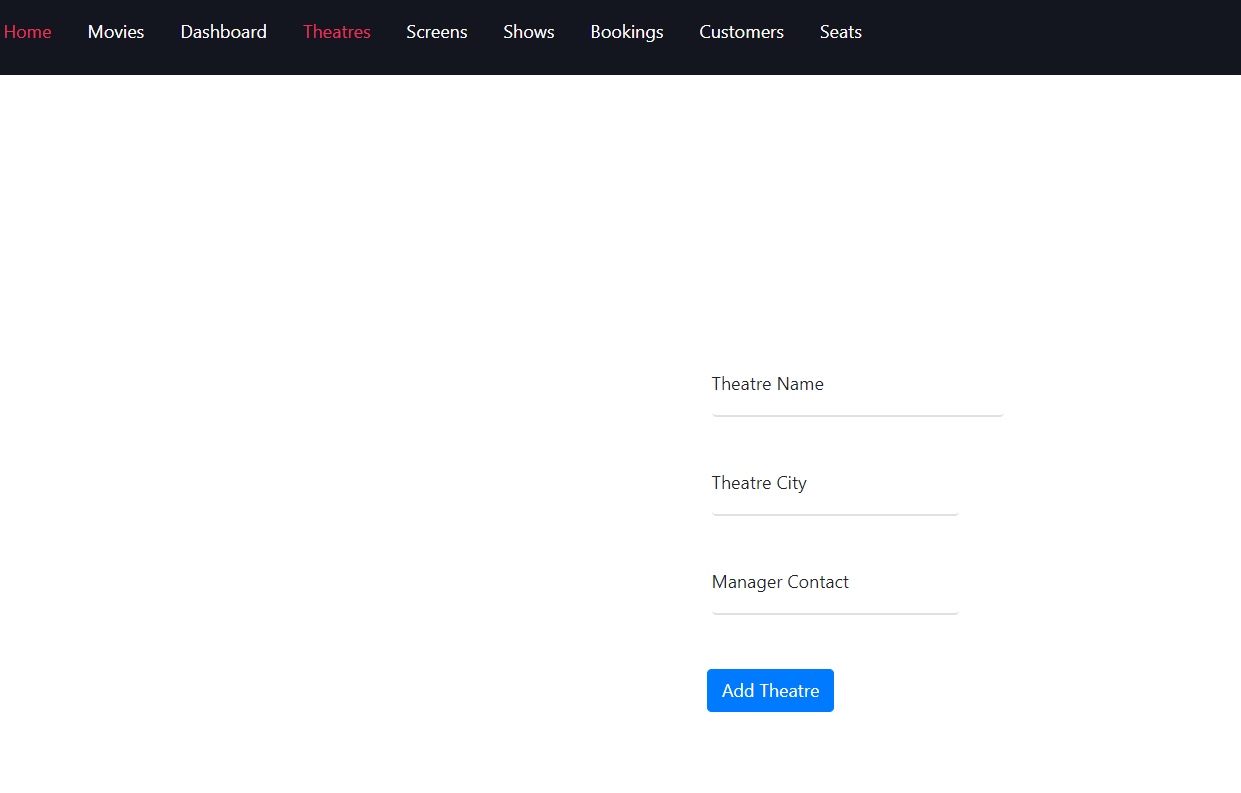 Home Movies Dashboard Theatres Screens Shows Bookings Customers Seats
Theatre Name
Theatre City
Manager Contact
Add Theatre